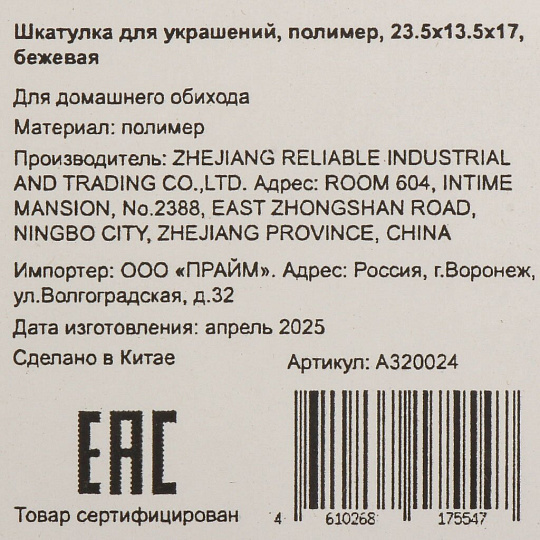 Шкатулка для украшений, полимер, 23.5х13.5х17,
бежевая
Для домашнего обихода
Материал: полимер
Производитель: ZHEJIANG RELIABLE INDUSTRIAL
AND TRADING CO.,LTD. Адрес: ROOM 604, INTIME
MANSION, No.2388, EAST ZHONGSHAN ROAD,
NINGBO CITY, ZHEJIANG PROVINCE, CHINA
Импортер: ООО «ПРАЙМ». Адрес: Россия, г.Воронеж,
ул.Волгоградская, д.32
Дата изготовления: апрель 2025
Сделано в Китае
Артикул: A320024
EAC
Товар сертифицирован
4 610268 175547